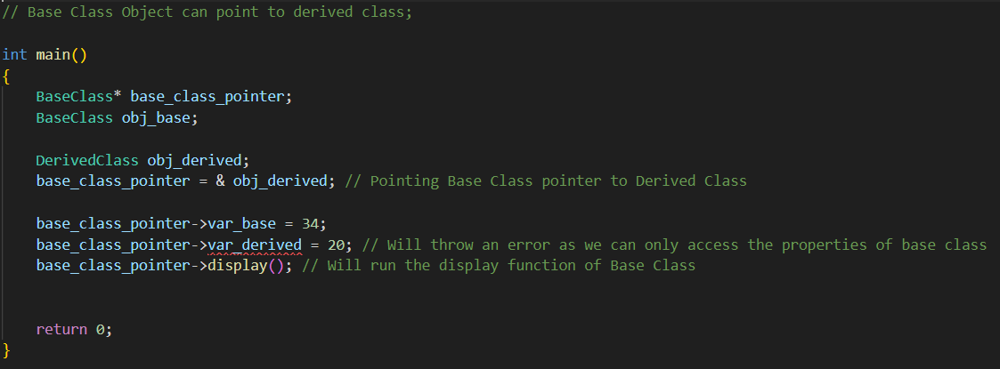 // Base Class Object can point to derived class;
int main()
{
BaseClass* base_class_pointer;
BaseClass obj_base;
DerivedClass obj_derived;
base_class_pointer = & obj_derived; // Pointing Base Class pointer to Derived Class
base_class_pointer->var_base = 34;
base_class_pointer->var_derived = 20; // Will throw an error as we can only access the properties of base class
base_class_pointer->display(); // Will run the display function of Base Class
return 0;
}